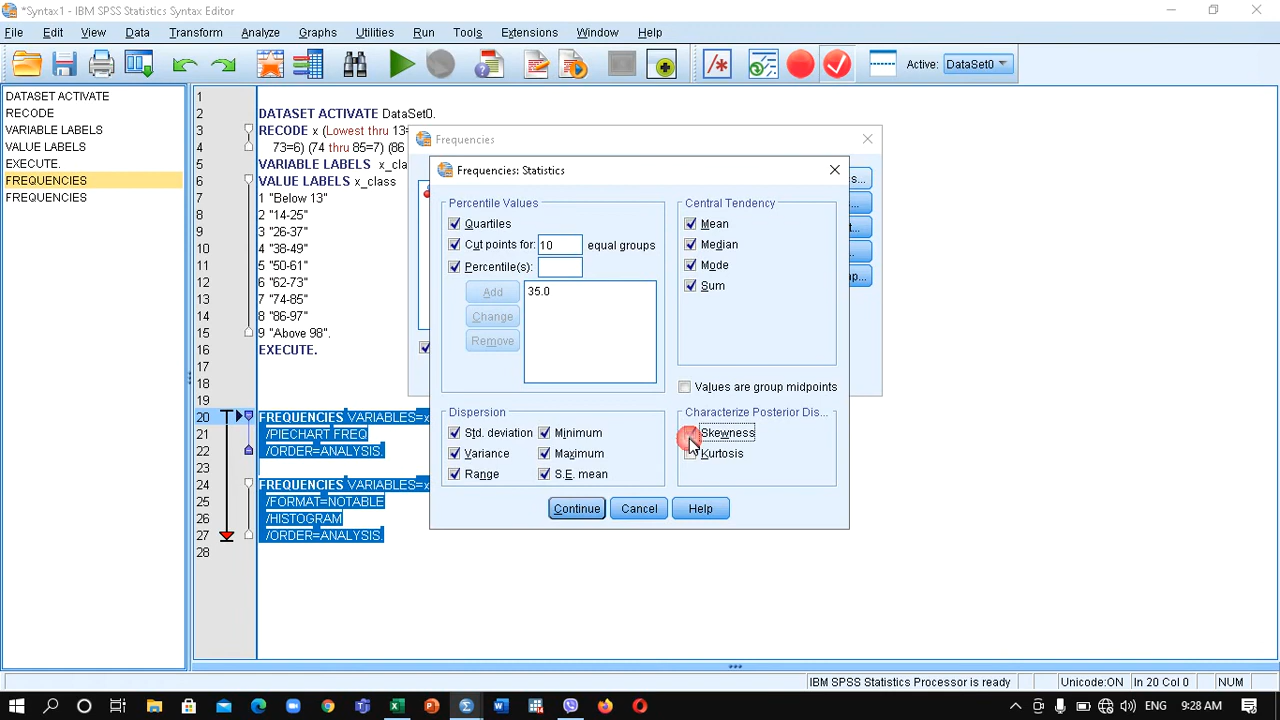 *Syntax1 - IBM SPSS Statistics Syntax Editor
File Edit View Data Transform Analyze Graphs Utilities Run Tools Extensions Window Help
Active: DataSet0
DATASET ACTIVATE
RECODE
VARIABLE LABELS
VALUE LABELS
EXECUTE.
FREQUENCIES
FREQUENCIES
1
2 DATASET ACTIVATE DataSet0.
3 RECODE x (Lowest thru 13=
4 73=6) (74 thru 85=7) (86
5 VARIABLE LABELS x_cla
6 VALUE LABELS x_class
7 1 "Below 13"
8 2 "14-25"
9 3 "26-37"
10 4 "38-49"
11 5 "50-61"
12 6 "62-73"
13 7 "74-85"
14 8 "86-97"
15 9 "Above 98".
16 EXECUTE.
17
18
19
20 FREQUENCIES VARIABLES=x
21 /PIECHART FREQ
22 /ORDER=ANALYSIS.
23
24 FREQUENCIES VARIABLES=x
25 /FORMAT=NOTABLE
26 /HISTOGRAM
27 /ORDER=ANALYSIS.
28
Frequencies
s...
...
t...
...
ap...
Frequencies: Statistics
Percentile Values
Quartiles
Cut points for: 10 equal groups
Percentile(s):
Add
35.0
Change
Remove
Central Tendency
Mean
Median
Mode
Sum
Values are group midpoints
Dispersion
Std. deviation Minimum
Variance Maximum
Range S.E. mean
Characterize Posterior Dis...
Skewness
Kurtosis
Continue Cancel Help
IBM SPSS Statistics Processor is ready Unicode:ON In 20 Col 0 NUM
ENG 9:28 AM